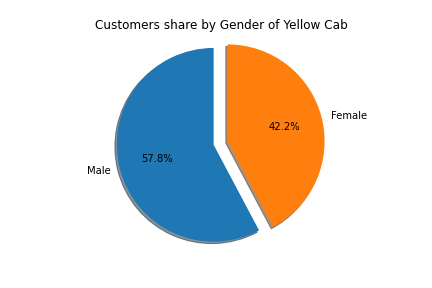 Customers share by Gender of Yellow Cab
Female
42.2%
57.8%
Male